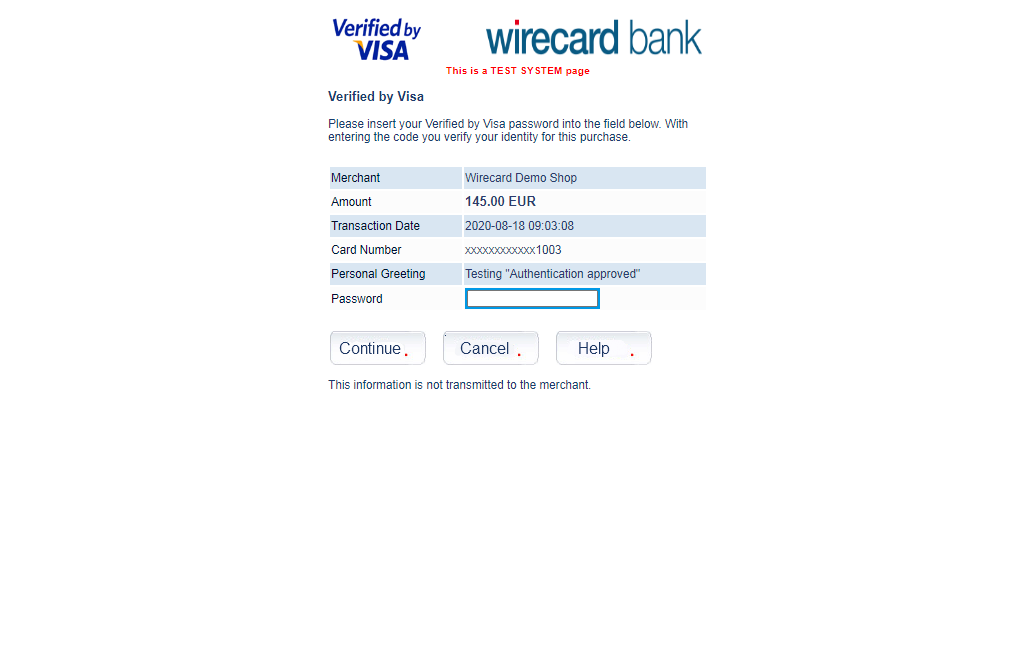 Verified by
VISA
wirecard bank
This is a TEST SYSTEM page
Verified by Visa
Please insert your Verified by Visa password into the field below. With
entering the code you verify your identity for this purchase.
Merchant Wirecard Demo Shop
Amount 145.00 EUR
Transaction Date 2020-08-18 09:03:08
Card Number xxxxxxxxxxxx1003
Personal Greeting Testing "Authentication approved"
Password
Continue Cancel Help
This information is not transmitted to the merchant.